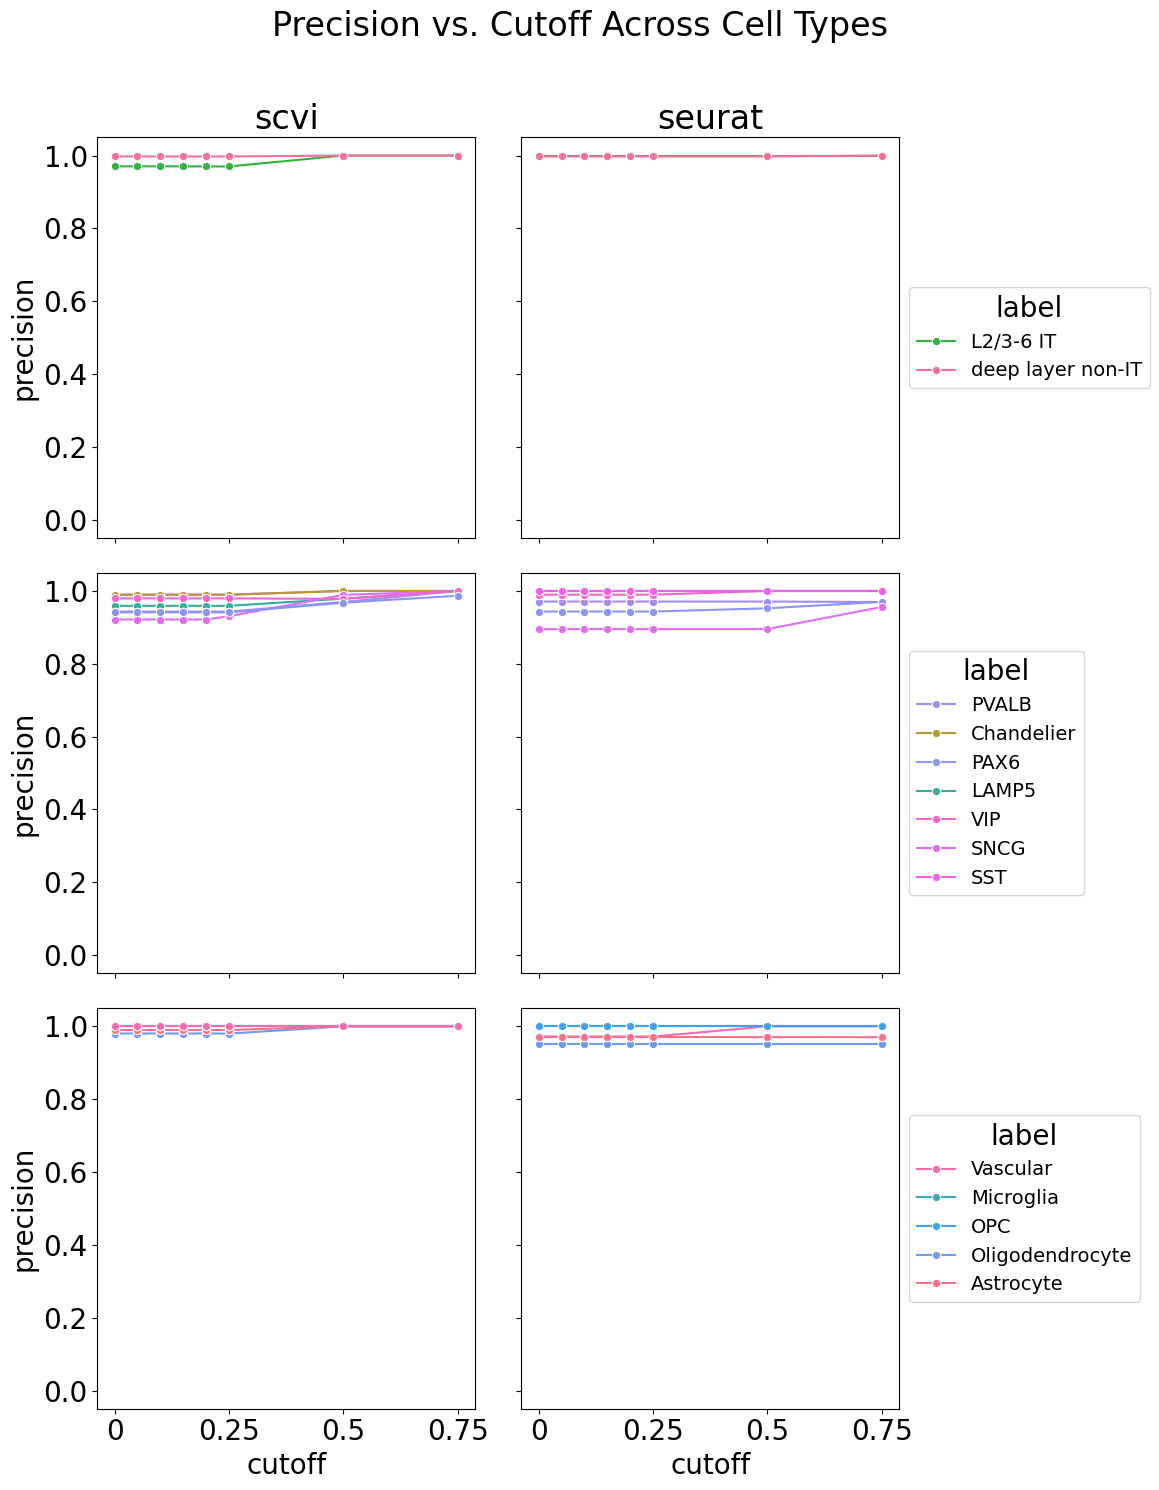 Precision vs. Cutoff Across Cell Types
scvi
seurat
precision
1.0
0.8
0.6
0.4
0.2
0.0
label
L2/3-6 IT
deep layer non-IT
precision
1.0
0.8
0.6
0.4
0.2
0.0
label
PVALB
Chandelier
PAX6
LAMP5
VIP
SNCG
SST
precision
1.0
0.8
0.6
0.4
0.2
0.0
label
Vascular
Microglia
OPC
Oligodendrocyte
Astrocyte
0 0.25 0.5 0.75
cutoff
0 0.25 0.5 0.75
cutoff